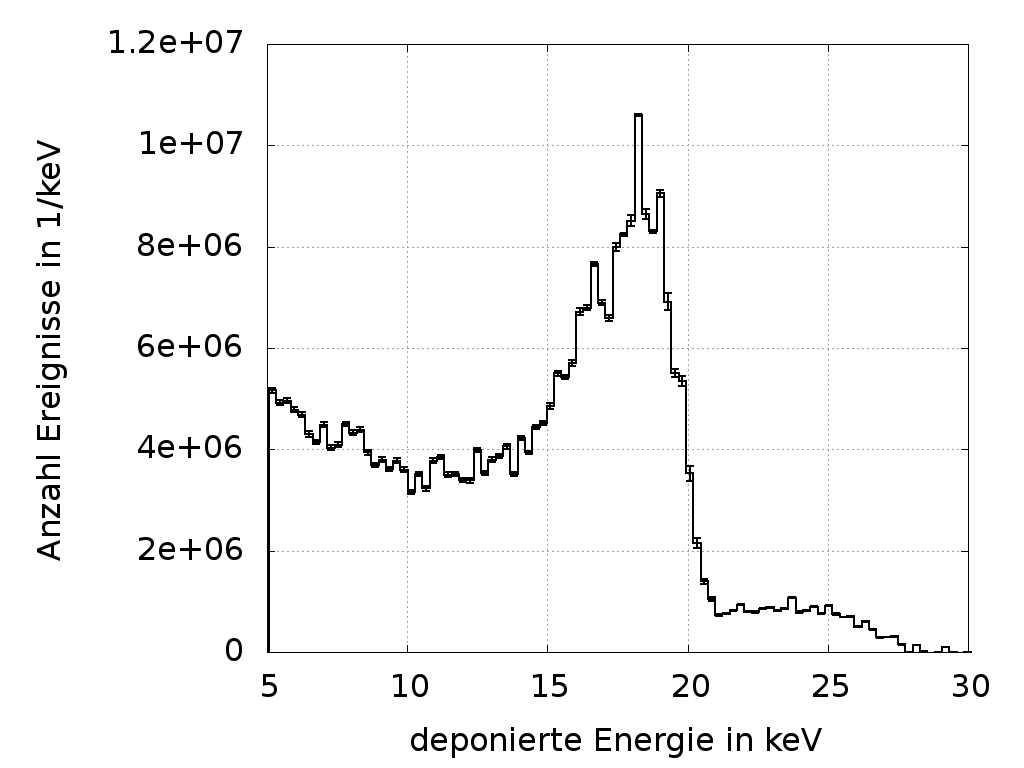 1.2e+07
1e+07
8e+06
6e+06
4e+06
2e+06
0
Anzahl Ereignisse in 1/keV
5 10 15 20 25 30
deponierte Energie in keV